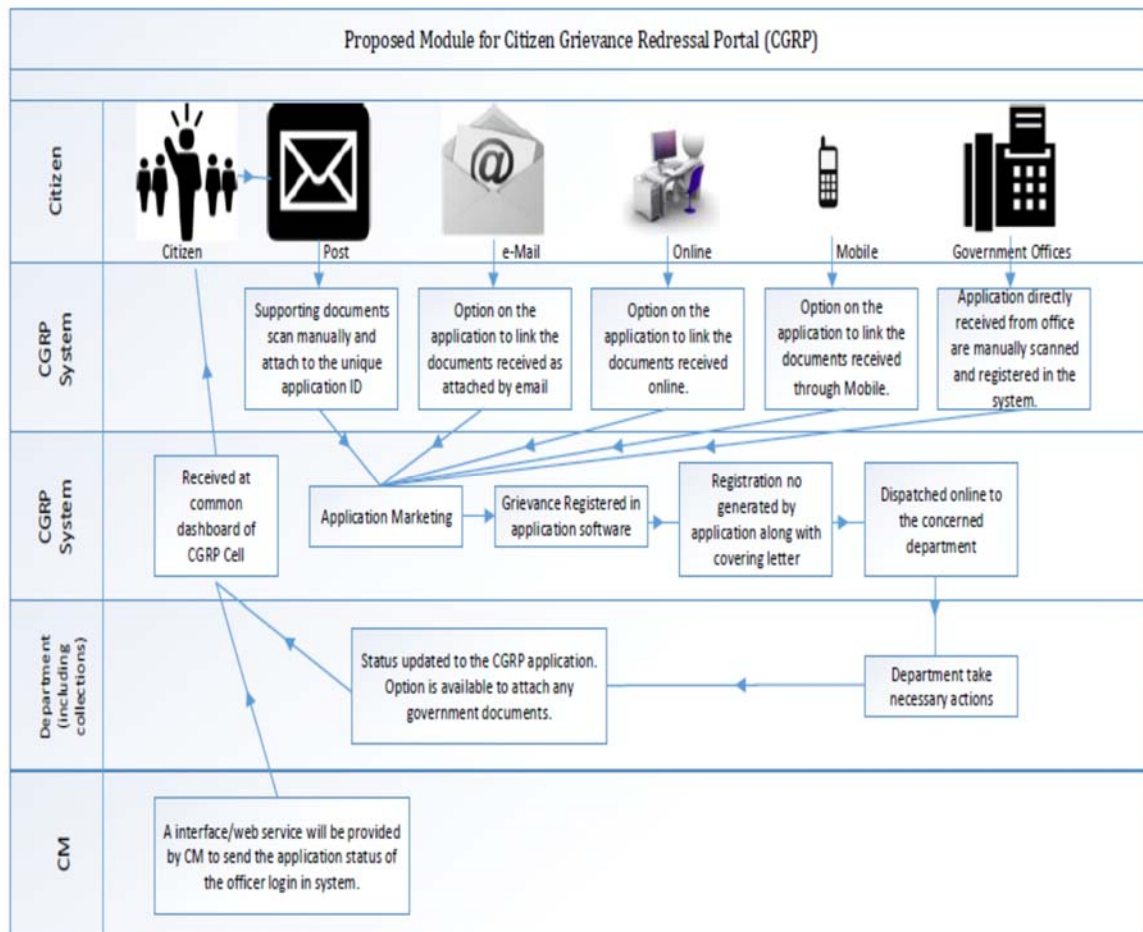 Proposed Module for Citizen Grievance Redressal Portal (CGRP)
Citizen
Citizen
Post
e-Mail
Online
Mobile
Government Offices
CGRP
System
Supporting documents
scan manually and
attach to the unique
application ID
Option on the
application to link the
documents received as
attached by email
Option on the
application to link the
documents received
online.
Option on the
application to link the
documents received
through Mobile.
Application directly
received from office
are manually scanned
and registered in the
system.
CGRP
System
Received at
common
dashboard of
CGRP Cell
Application Marketing
Grievance Registered in
application software
Registration no
generated by
application along with
covering letter
Dispatched online to
the concerned
department
Department
(including
collections)
Status updated to the CGRP application.
Option is available to attach any
government documents.
Department take
necessary actions
CM
A interface/web service will be provided
by CM to send the application status of
the officer login in system.